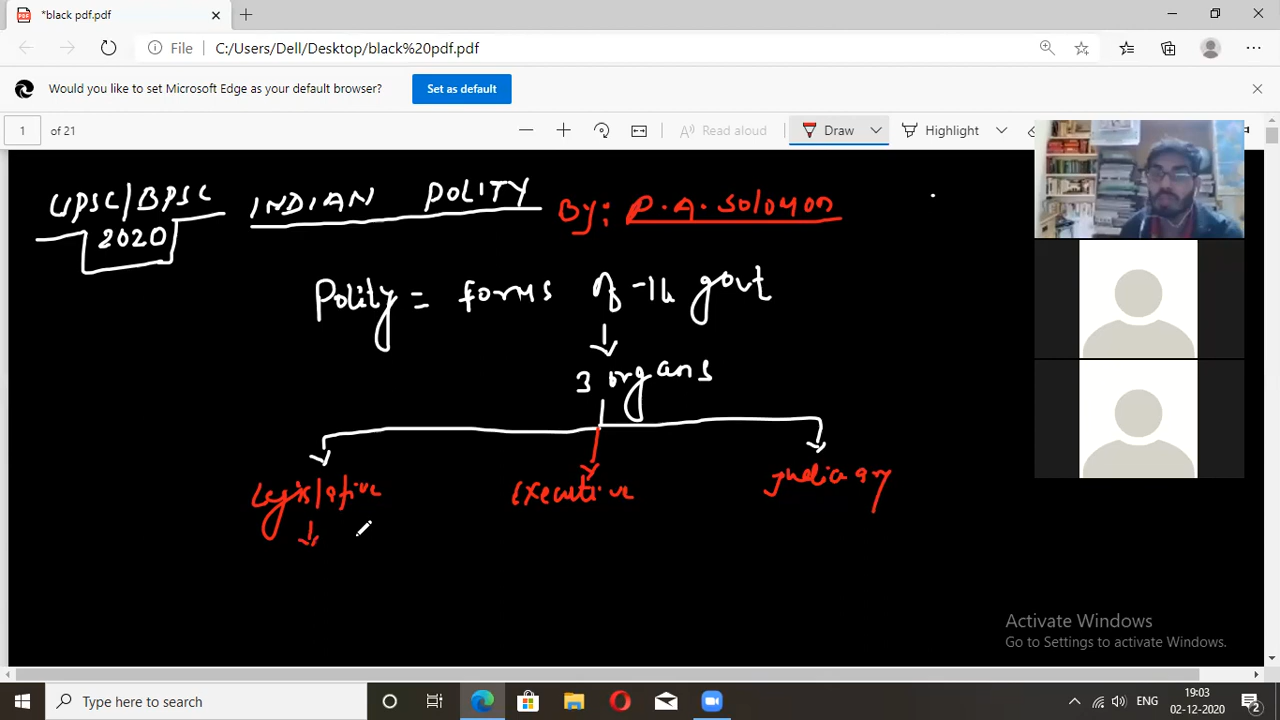 *black pdf.pdf
File C:/Users/Dell/Desktop/black%20pdf.pdf
Would you like to set Microsoft Edge as your default browser? Set as default
1 of 21 Read aloud Draw Highlight
UPSC/BPSC INDIAN POLITY By: P.A. Solomon
2020
Polity = forms of the govt
3 organs
Legislative Executive Judiciary
Activate Windows
Go to Settings to activate Windows.
Type here to search
ENG
19:03
02-12-2020
2